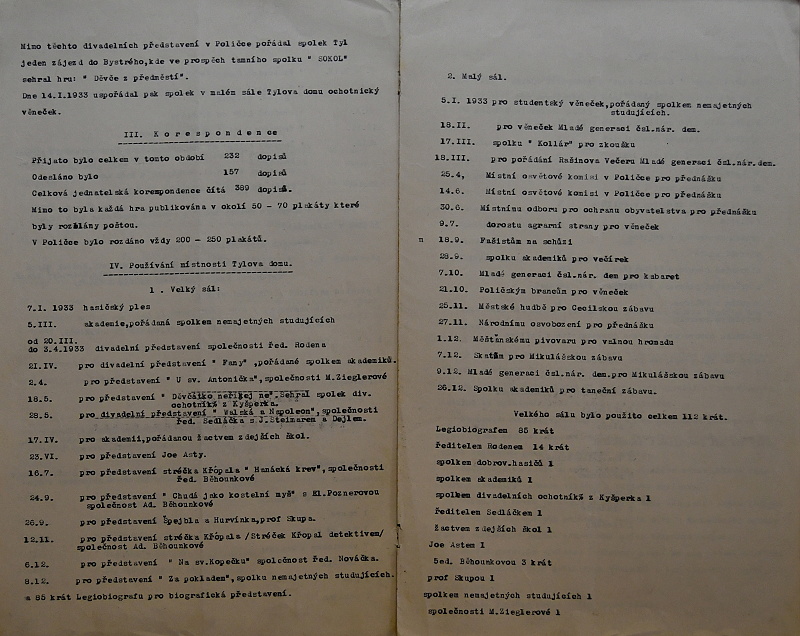 Mimo těchto divadelních představení v Poličce pořádal spolek Tyl
jeden zájezd do Bystrého,kde ve prospěch tamního spolku " SOKOL"
sehrál hru: " Děvče z předměstí".
Dne 14.I.1933 uspořádal pak spolek v malém sále Tylova domu ochotnický
věneček.
III. K o r e s p o n d e n c e
Přijato bylo celkem v tomto období 232 dopisů
Odesláno bylo 157 dopisů
Celková jednatelská korespondence čítá 389 dopisů.
Mimo to byla každá hra publikována v okolí 50 - 70 plakáty které
byly rozeslány poštou.
V Poličce bylo rozdáno vždy 200 - 250 plakátů.
IV. Používání místností Tylova domu.
1 . Velký sál:
7.I. 1933 hasičský ples
5.III. akademie,pořádaná spolkem nemajetných studujících
od 20.III.
do 3.4.1933 divadelní představení společnosti řed. Rodena
21.IV. pro divadelní představení " Fany" ,pořádané spolkem akademiků.
2.4. pro představení " U sv. Antoníčka",společnosti M.Zieglerové
18.5. pro představení " Děvčátko neříkej ne".Sehrál spolek div.
ochotníků z Kyšperka.
28.5. pro divadelní představení " Walská a Napoleon",společnosti
řed. Sedláčka s J.Steimarem a Dejlem.
17.IV. pro akademii,pořádanou žactvem zdejších škol.
23.VI. pro představení Joe Asty.
16.7. pro představení stréčka Křópala " Hanácká krev",společnosti
řed. Běhounkové
24.9. pro představení " Chudá jako kostelní myš" s El.Poznerovou
společnost Ad. Běhounkové
26.9. pro představení Špejbla a Hurvínka,prof Skupa.
12.11. pro představení stréčka Křópala /Stréček Křopal detektivem/
společnost Ad. Běhounkové
6.12. pro představení " Na sv.Kopečku" společnost řed. Nováčka.
8.12. pro představení " Za pokladem",spolku nemajetných studujících.
a 85 krát Legiobiografu pro biografická představení.
2. Malý sál.
5.I. 1933 pro studentský věneček,pořádaný spolkem nemajetných
studujících.
18.II. pro věneček Mladé generaci čsl.nár. dem.
17.III. spolku " Kollár" pro zkoušku
18.III. pro pořádání Rašínova Večeru Mladé generaci čsl.nár.dem.
25.4, Místní osvětové komisi v Poličce pro přednášku
14.6. Místní osvětové komisi v Poličce pro přednášku
30.6. Místnímu odboru pro ochranu obyvatelstva pro přednášku
9.7. dorostu agrární strany pro věneček
n 18.9. Fašistům na schůzi
28.9. spolku akademiků pro večírek
7.10. Mladé generaci čsl.nár. dem pro kabaret
21.10. Poličským brancům pro věneček
25.11. Městské hudbě pro Cecilskou zábavu
27.11. Národnímu osvobození pro přednášku
1.12. Měšťanskému pivovaru pro valnou hromadu
7.12. Skatům pro Mikulášskou zábavu
9.12. Mladé generaci čsl. nár. dem.pro Mikulášskou zábavu
26.12. Spolku akademiků pro taneční zábavu.
Velkého sálu bylo použito celkem 112 krát.
Legiobiografem 85 krát
ředitelem Rodenem 14 krát
spolkem dobrov.hasičů 1
spolkem akademiků 1
spolkem divadelních ochotníků z Kyšperka 1
ředitelem Sedláčkem 1
žactvem zdejších škol 1
Joe Astem 1
Řed. Běhounkovou 3 krát
prof Skupou 1
spolkem nemajetných studujících 1
společností M.Zieglerové 1